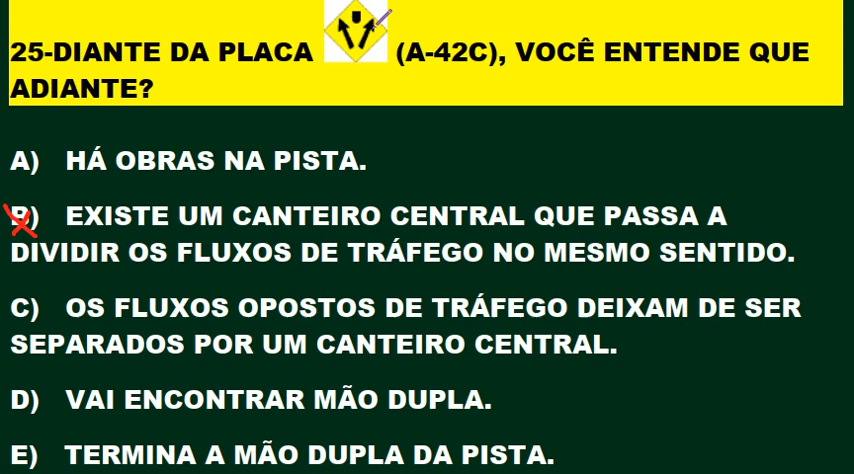 25-DIANTE DA PLACA (A-42C), VOCÊ ENTENDE QUE
ADIANTE?
A) HÁ OBRAS NA PISTA.
B) EXISTE UM CANTEIRO CENTRAL QUE PASSA A
DIVIDIR OS FLUXOS DE TRÁFEGO NO MESMO SENTIDO.
C) OS FLUXOS OPOSTOS DE TRÁFEGO DEIXAM DE SER
SEPARADOS POR UM CANTEIRO CENTRAL.
D) VAI ENCONTRAR MÃO DUPLA.
E) TERMINA A MÃO DUPLA DA PISTA.